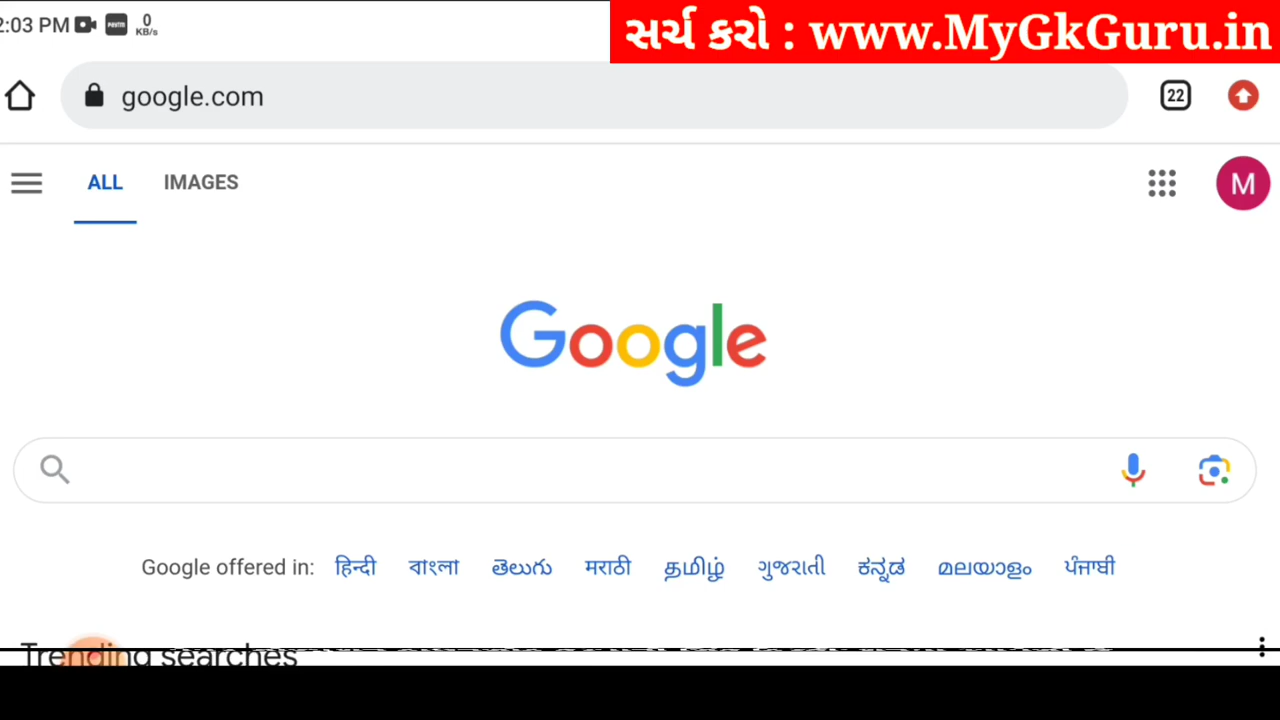 2:03 PM Paytm 0 KB/s
સર્ચ કરો : www.MyGkGuru.in
google.com 22
ALL IMAGES M
Google
Google offered in: हिन्दी বাংলা తెలుగు मराठी தமிழ் ગુજરાતી ಕನ್ನಡ മലയാളം ਪੰਜਾਬੀ
Trending searches